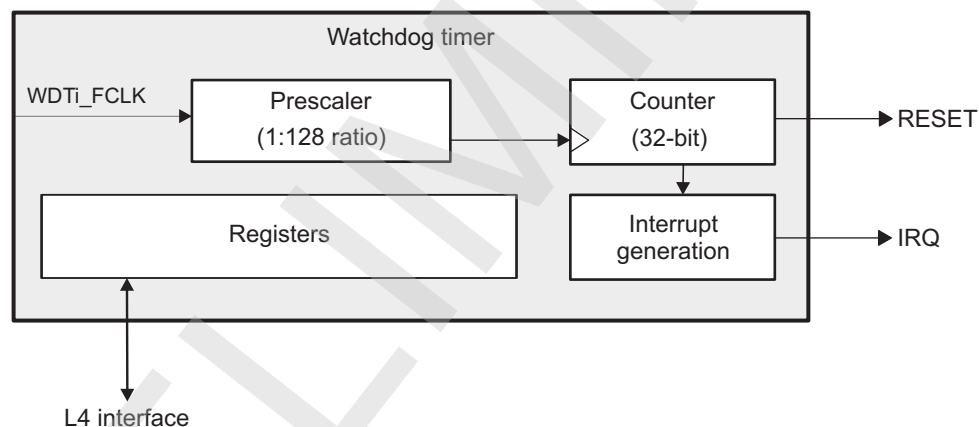 Watchdog timer
WDTi_FCLK
Prescaler
(1:128 ratio)
Counter
(32-bit)
RESET
Registers
Interrupt
generation
IRQ
L4 interface